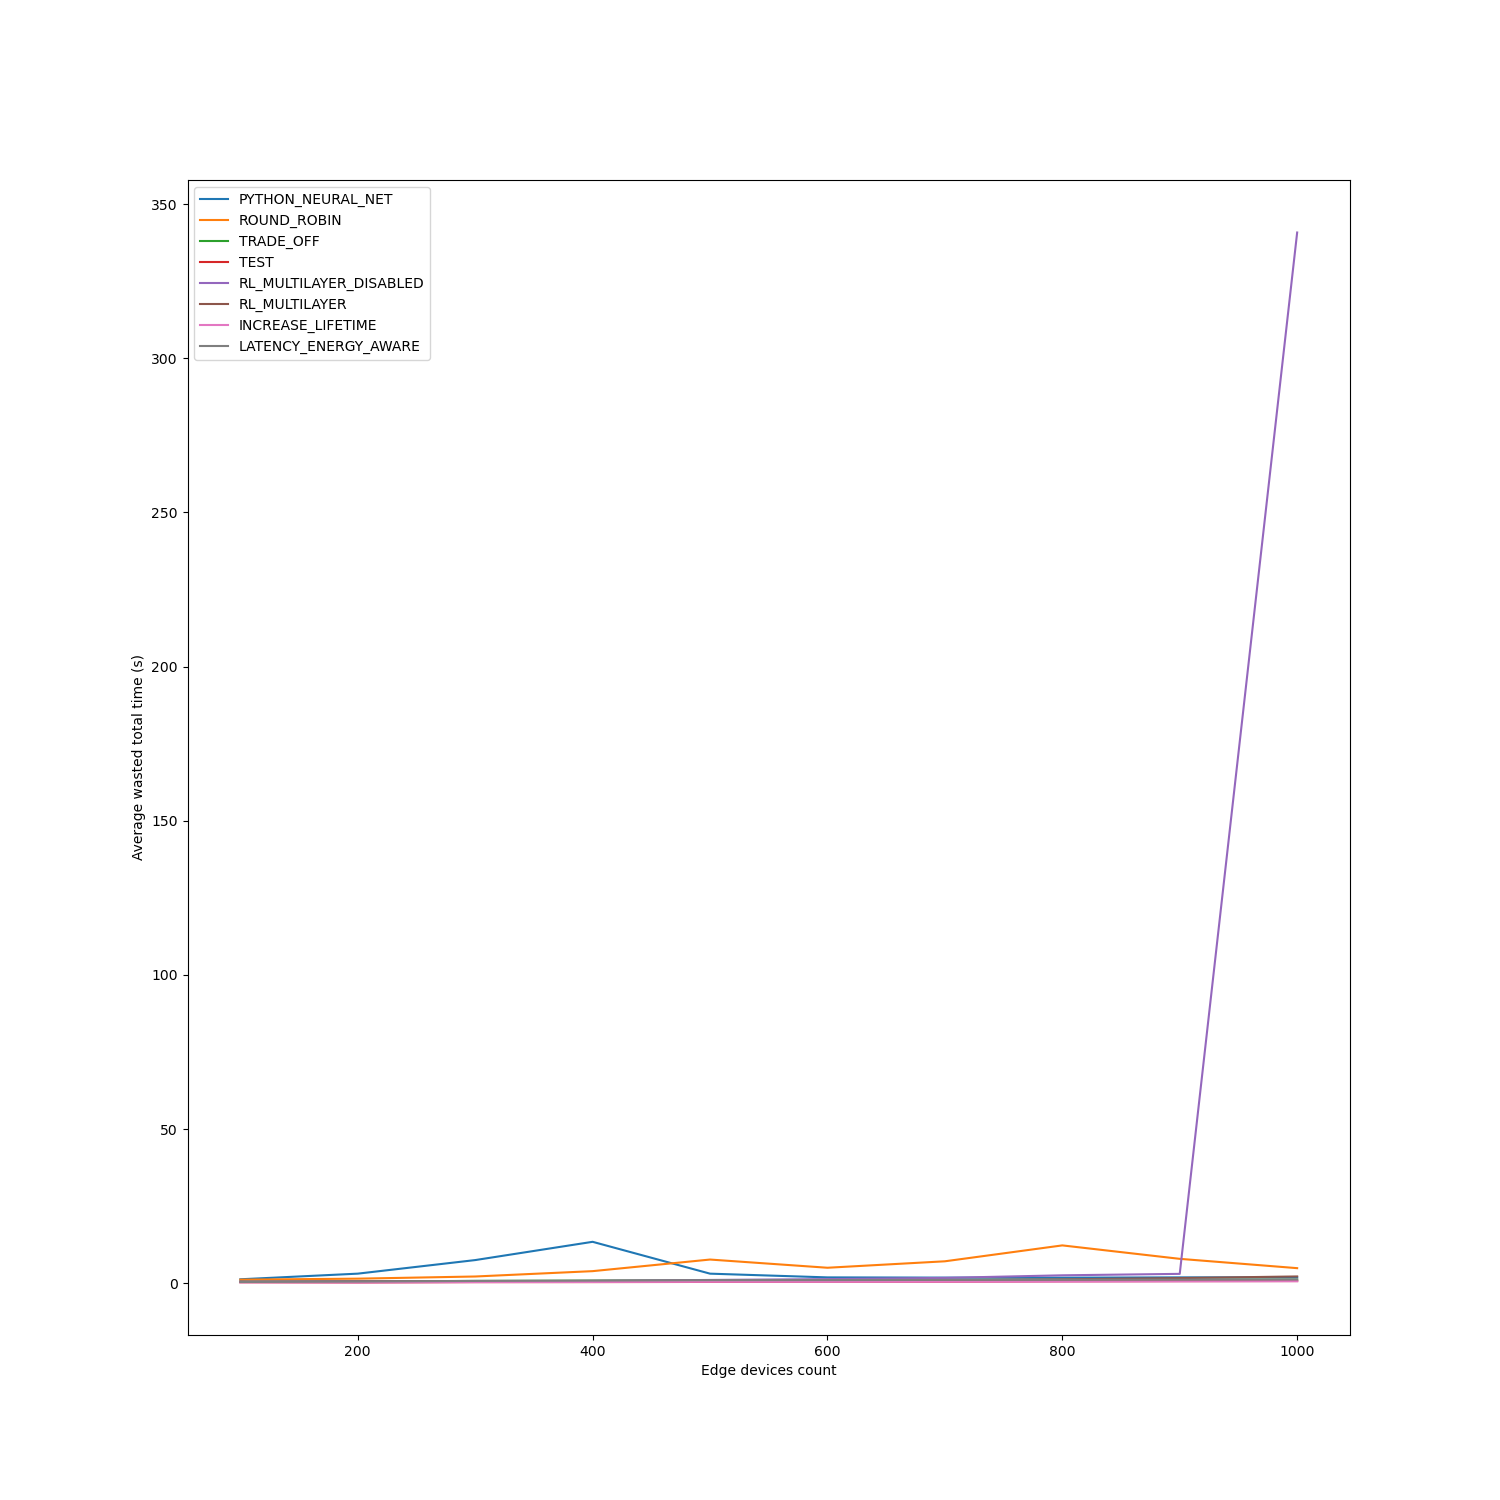 PYTHON_NEURAL_NET
ROUND_ROBIN
TRADE_OFF
TEST
RL_MULTILAYER_DISABLED
RL_MULTILAYER
INCREASE_LIFETIME
LATENCY_ENERGY_AWARE
350
300
250
200
150
100
50
0
Average wasted total time (s)
200 400 600 800 1000
Edge devices count